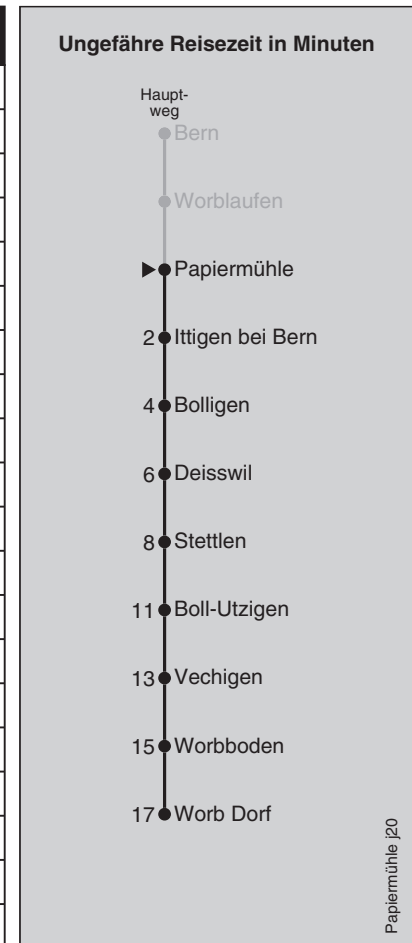 Ungefähre Reisezeit in Minuten
Haupt-
weg
Bern
Worblaufen
Papiermühle
2 Ittigen bei Bern
4 Bolligen
6 Deisswil
8 Stettlen
11 Boll-Utzigen
13 Vechigen
15 Worbboden
17 Worb Dorf
Papiermühle j20